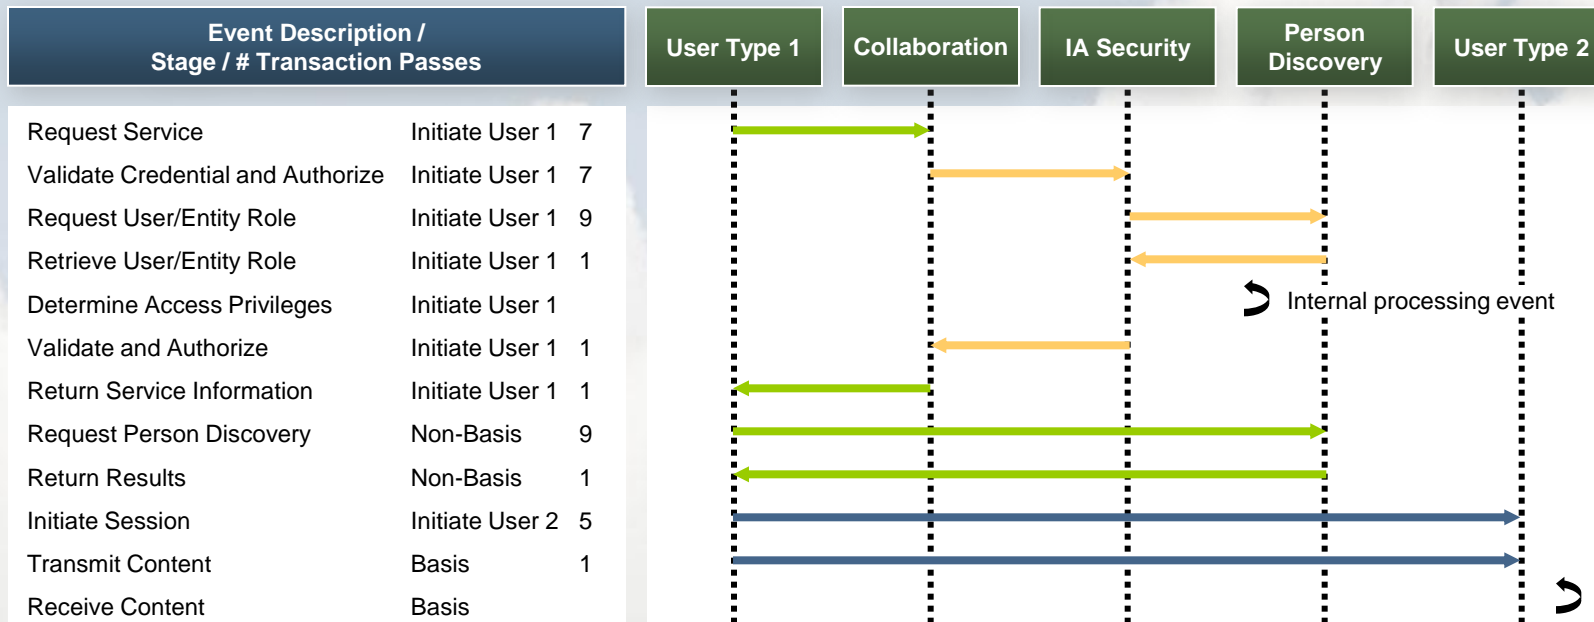 Event Description /
Stage / # Transaction Passes
User Type 1
Collaboration
IA Security
Person
Discovery
User Type 2
Request Service Initiate User 1 7
Validate Credential and Authorize Initiate User 1 7
Request User/Entity Role Initiate User 1 9
Retrieve User/Entity Role Initiate User 1 1
Determine Access Privileges Initiate User 1
Internal processing event
Validate and Authorize Initiate User 1 1
Return Service Information Initiate User 1 1
Request Person Discovery Non-Basis 9
Return Results Non-Basis 1
Initiate Session Initiate User 2 5
Transmit Content Basis 1
Receive Content Basis